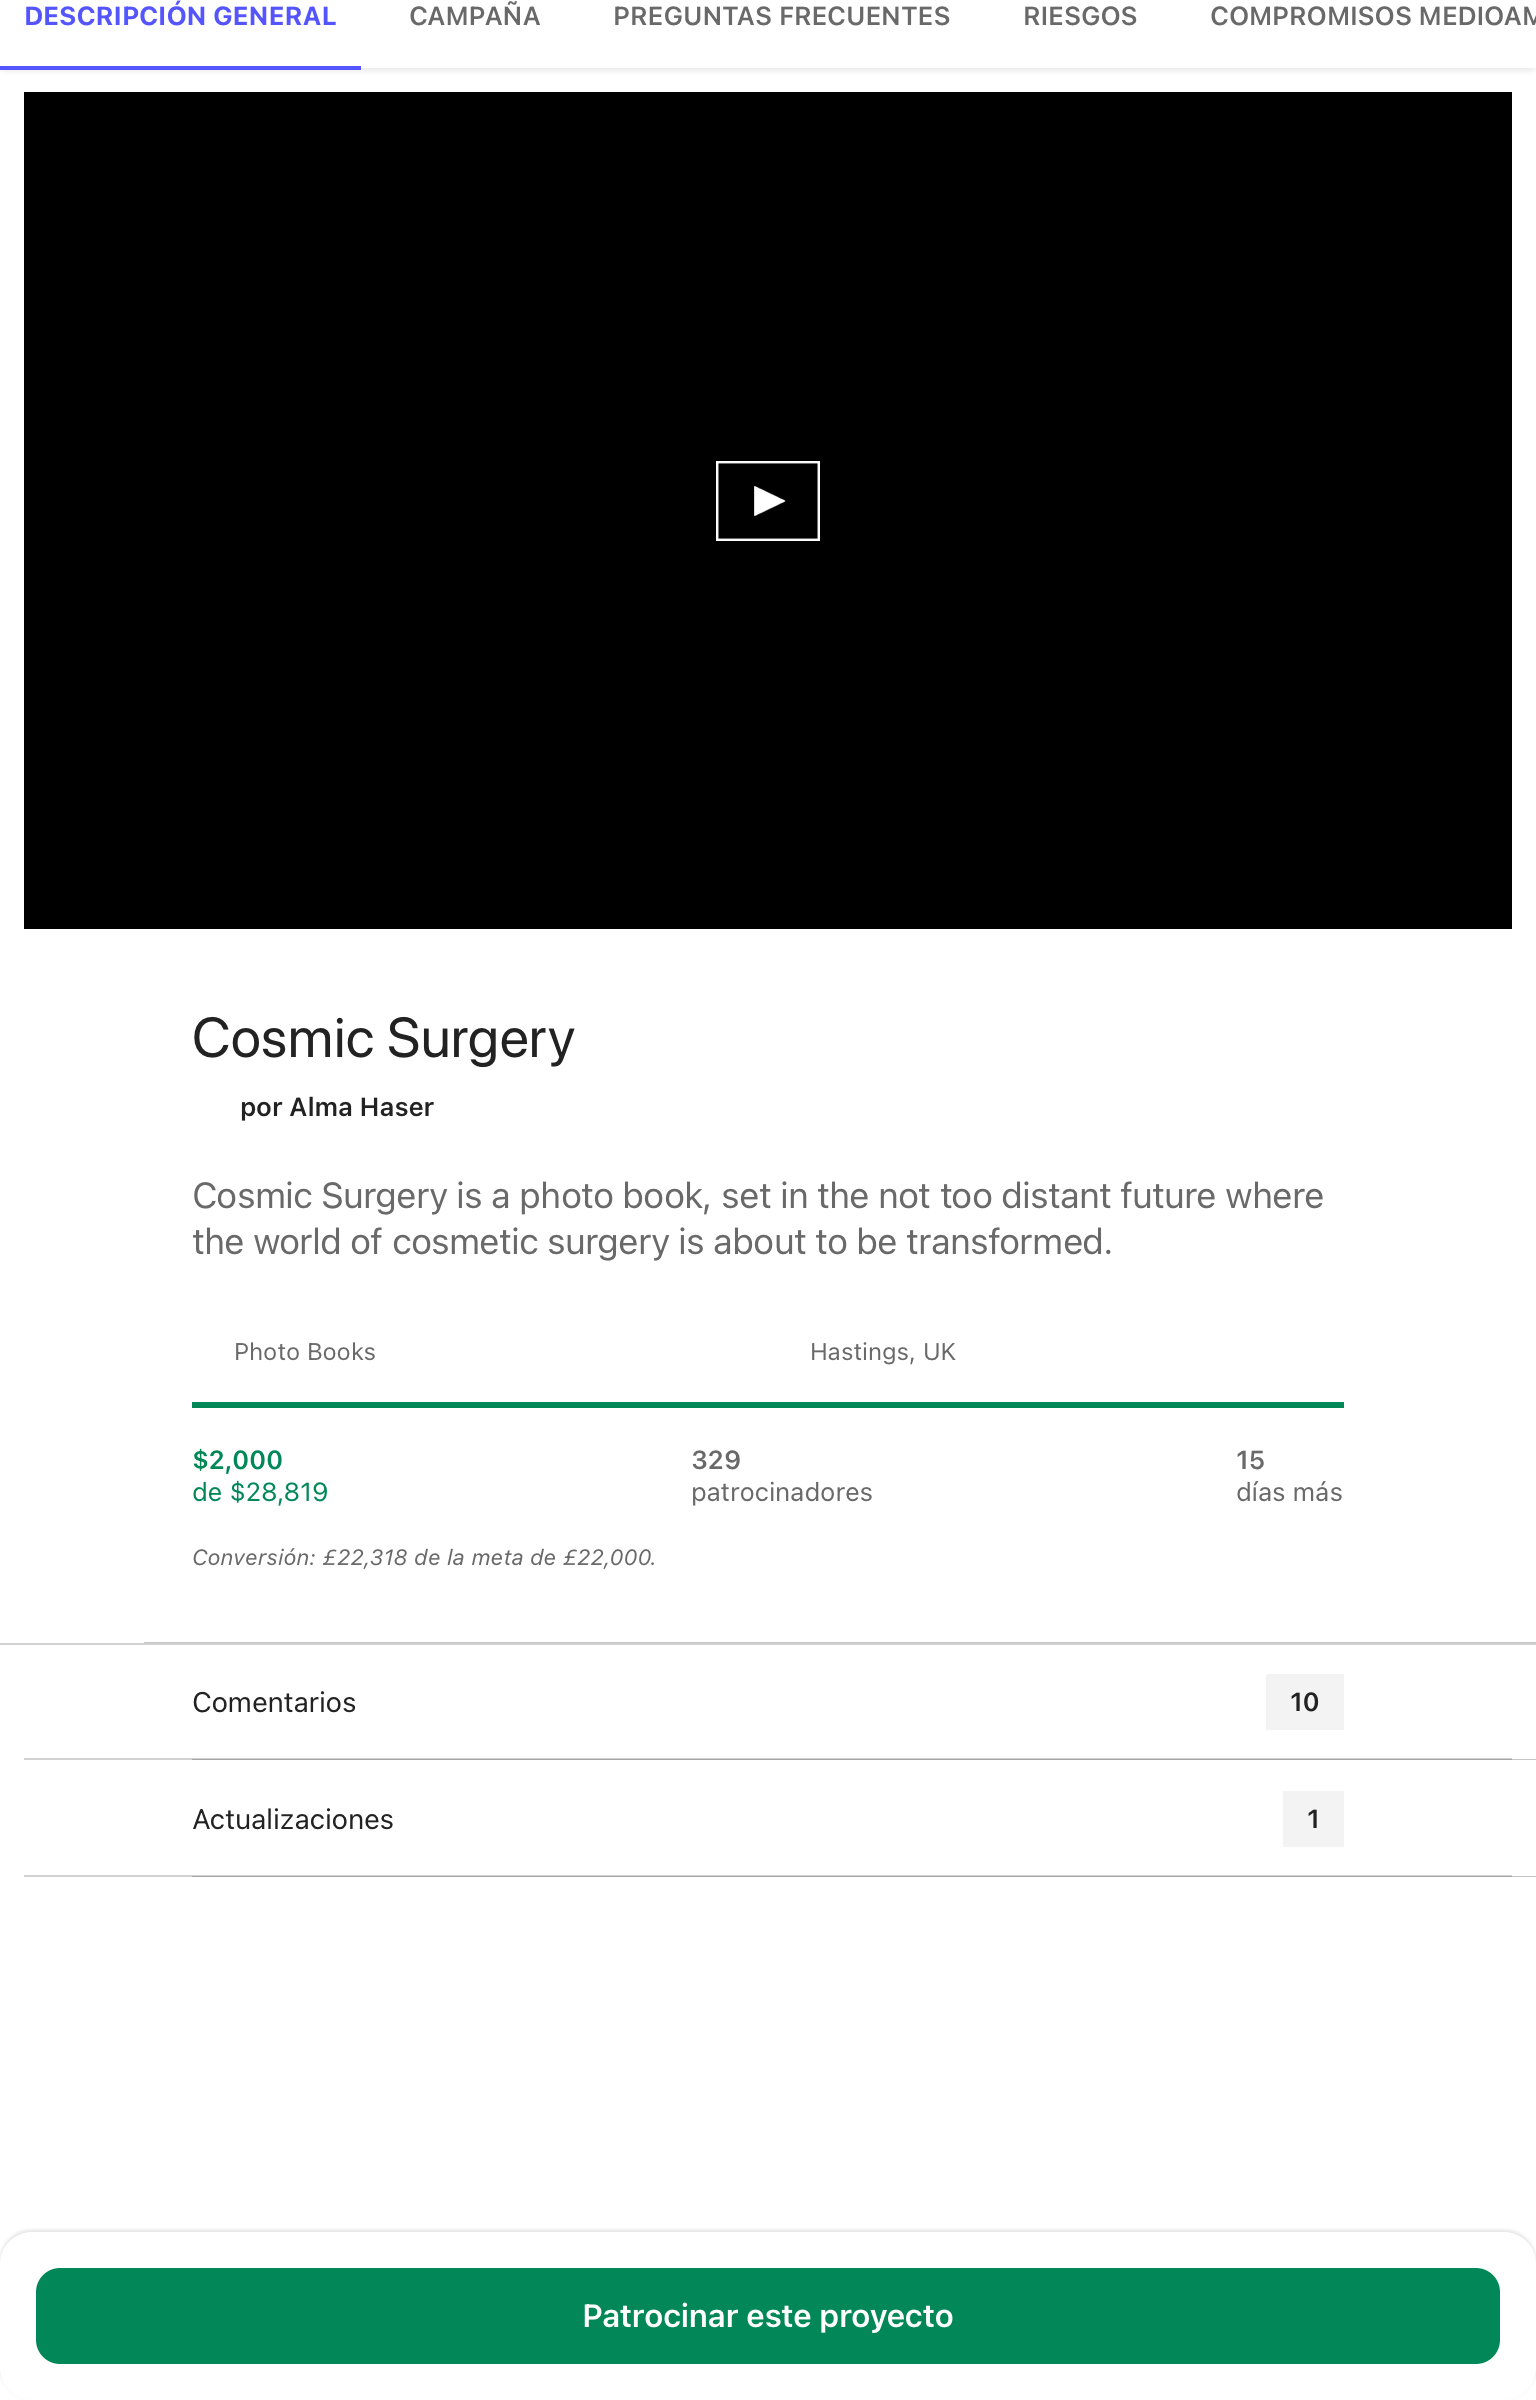 DESCRIPCIÓN GENERAL CAMPAÑA PREGUNTAS FRECUENTES RIESGOS COMPROMISOS
Cosmic Surgery
por Alma Haser
Cosmic Surgery is a photo book, set in the not too distant future where
the world of cosmetic surgery is about to be transformed.
Photo Books Hastings, UK
$2,000 329 15
de $28,819 patrocinadores días más
Conversión: £22,318 de la meta de £22,000.
Comentarios 10
Actualizaciones 1
Patrocinar este proyecto